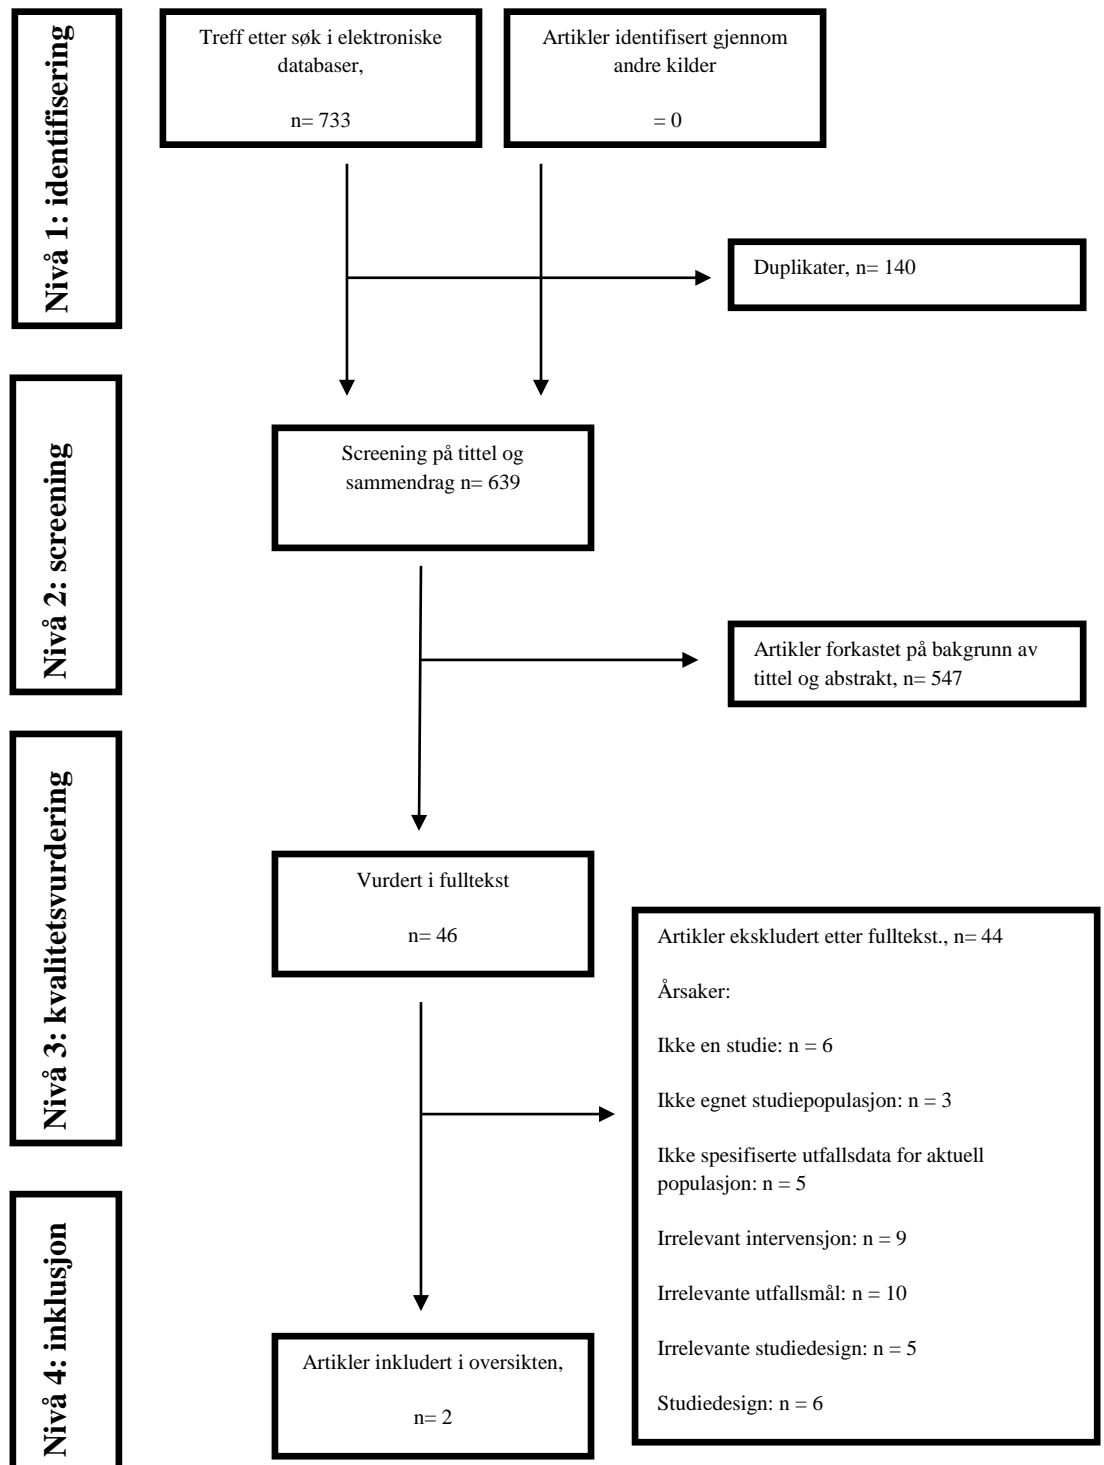 Nivå 1: identifisering
Treff etter søk i elektroniske
databaser,
n= 733
Artikler identifisert gjennom
andre kilder
= 0
Duplikater, n= 140
Nivå 2: screening
Screening på tittel og
sammendrag n= 639
Artikler forkastet på bakgrunn av
tittel og abstrakt, n= 547
Nivå 3: kvalitetsvurdering
Vurdert i fulltekst
n= 46
Artikler ekskludert etter fulltekst., n= 44
Årsaker:
Ikke en studie: n = 6
Ikke egnet studiepopulasjon: n = 3
Ikke spesifiserte utfallsdata for aktuell
populasjon: n = 5
Irrelevant intervensjon: n = 9
Irrelevante utfallsmål: n = 10
Irrelevante studiedesign: n = 5
Studiedesign: n = 6
Nivå 4: inklusjon
Artikler inkludert i oversikten,
n= 2